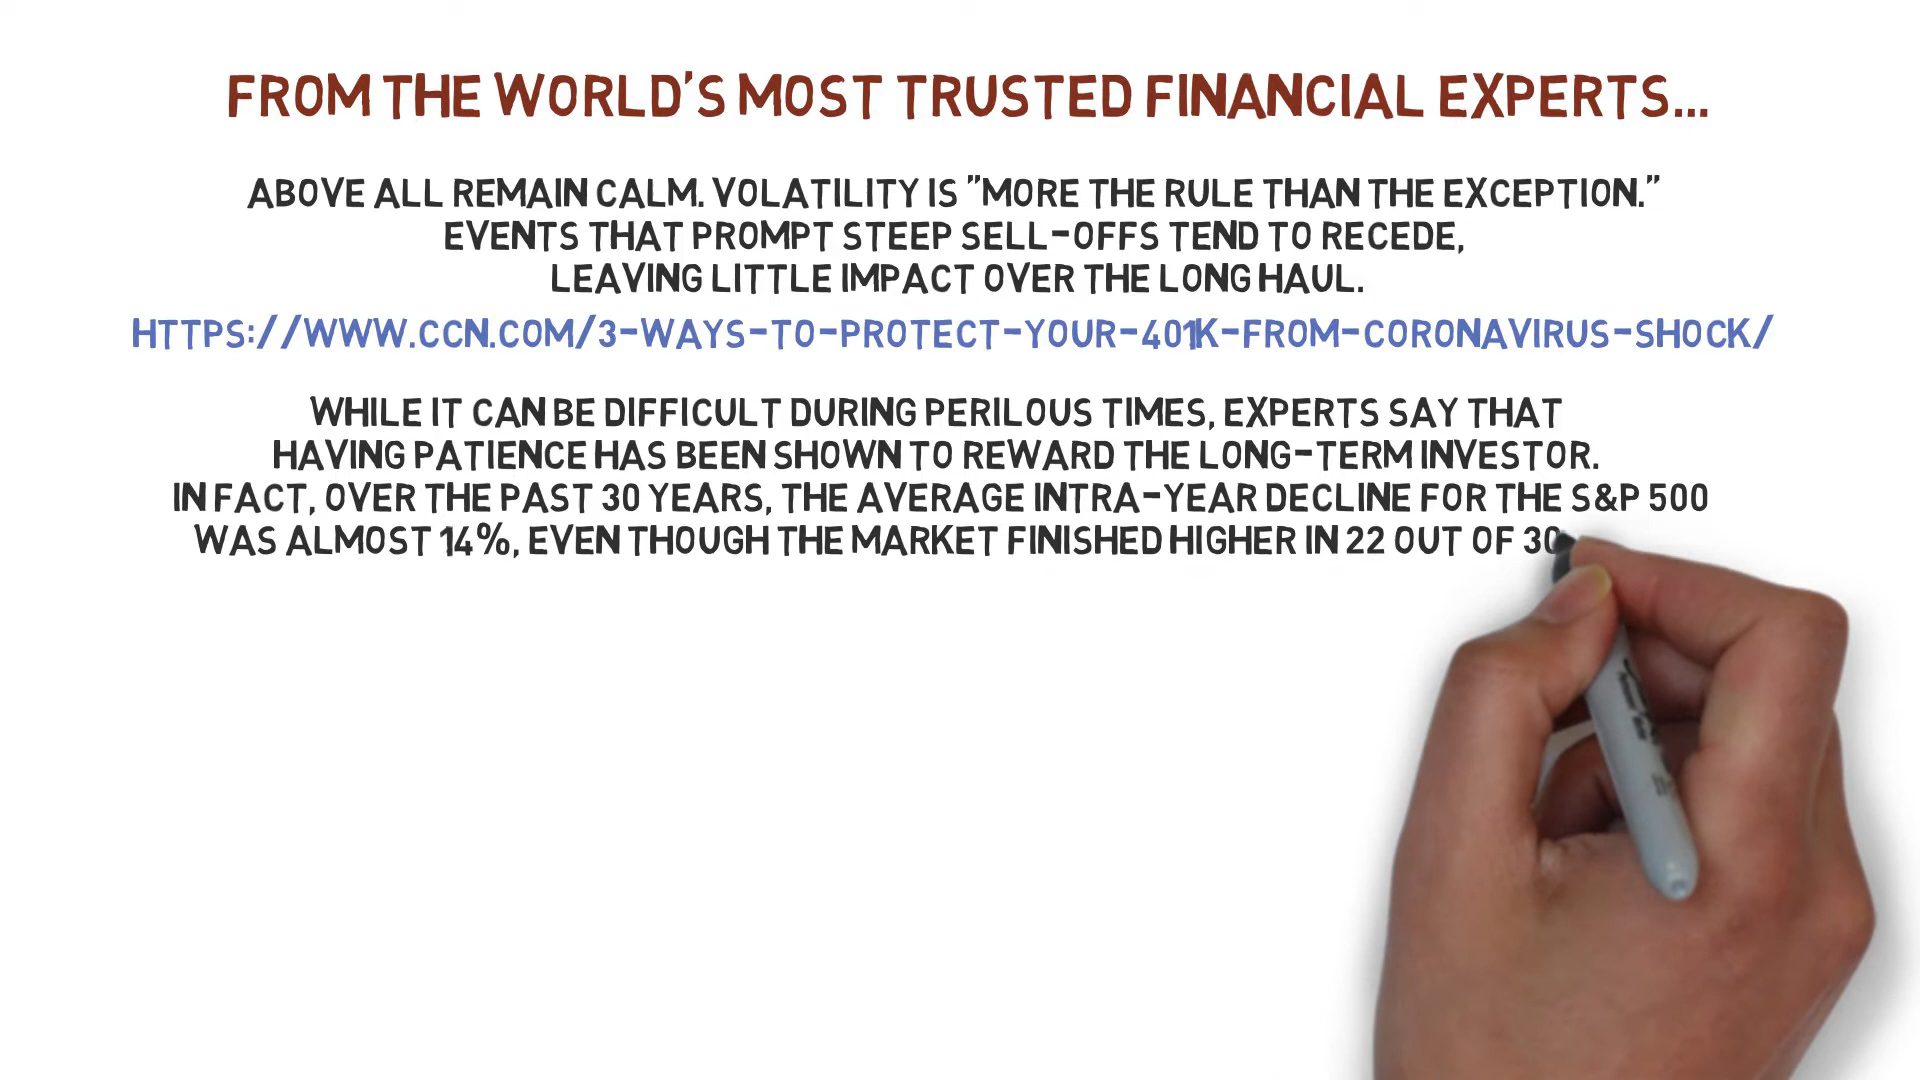 FROM THE WORLD'S MOST TRUSTED FINANCIAL EXPERTS...
ABOVE ALL REMAIN CALM. VOLATILITY IS "MORE THE RULE THAN THE EXCEPTION."
EVENTS THAT PROMPT STEEP SELL-OFFS TEND TO RECEDE,
LEAVING LITTLE IMPACT OVER THE LONG HAUL.
HTTPS://WWW.CCN.COM/3-WAYS-TO-PROTECT-YOUR-401K-FROM-CORONAVIRUS-SHOCK/
WHILE IT CAN BE DIFFICULT DURING PERILOUS TIMES, EXPERTS SAY THAT
HAVING PATIENCE HAS BEEN SHOWN TO REWARD THE LONG-TERM INVESTOR.
IN FACT, OVER THE PAST 30 YEARS, THE AVERAGE INTRA-YEAR DECLINE FOR THE S&P 500
WAS ALMOST 14%, EVEN THOUGH THE MARKET FINISHED HIGHER IN 22 OUT OF 30